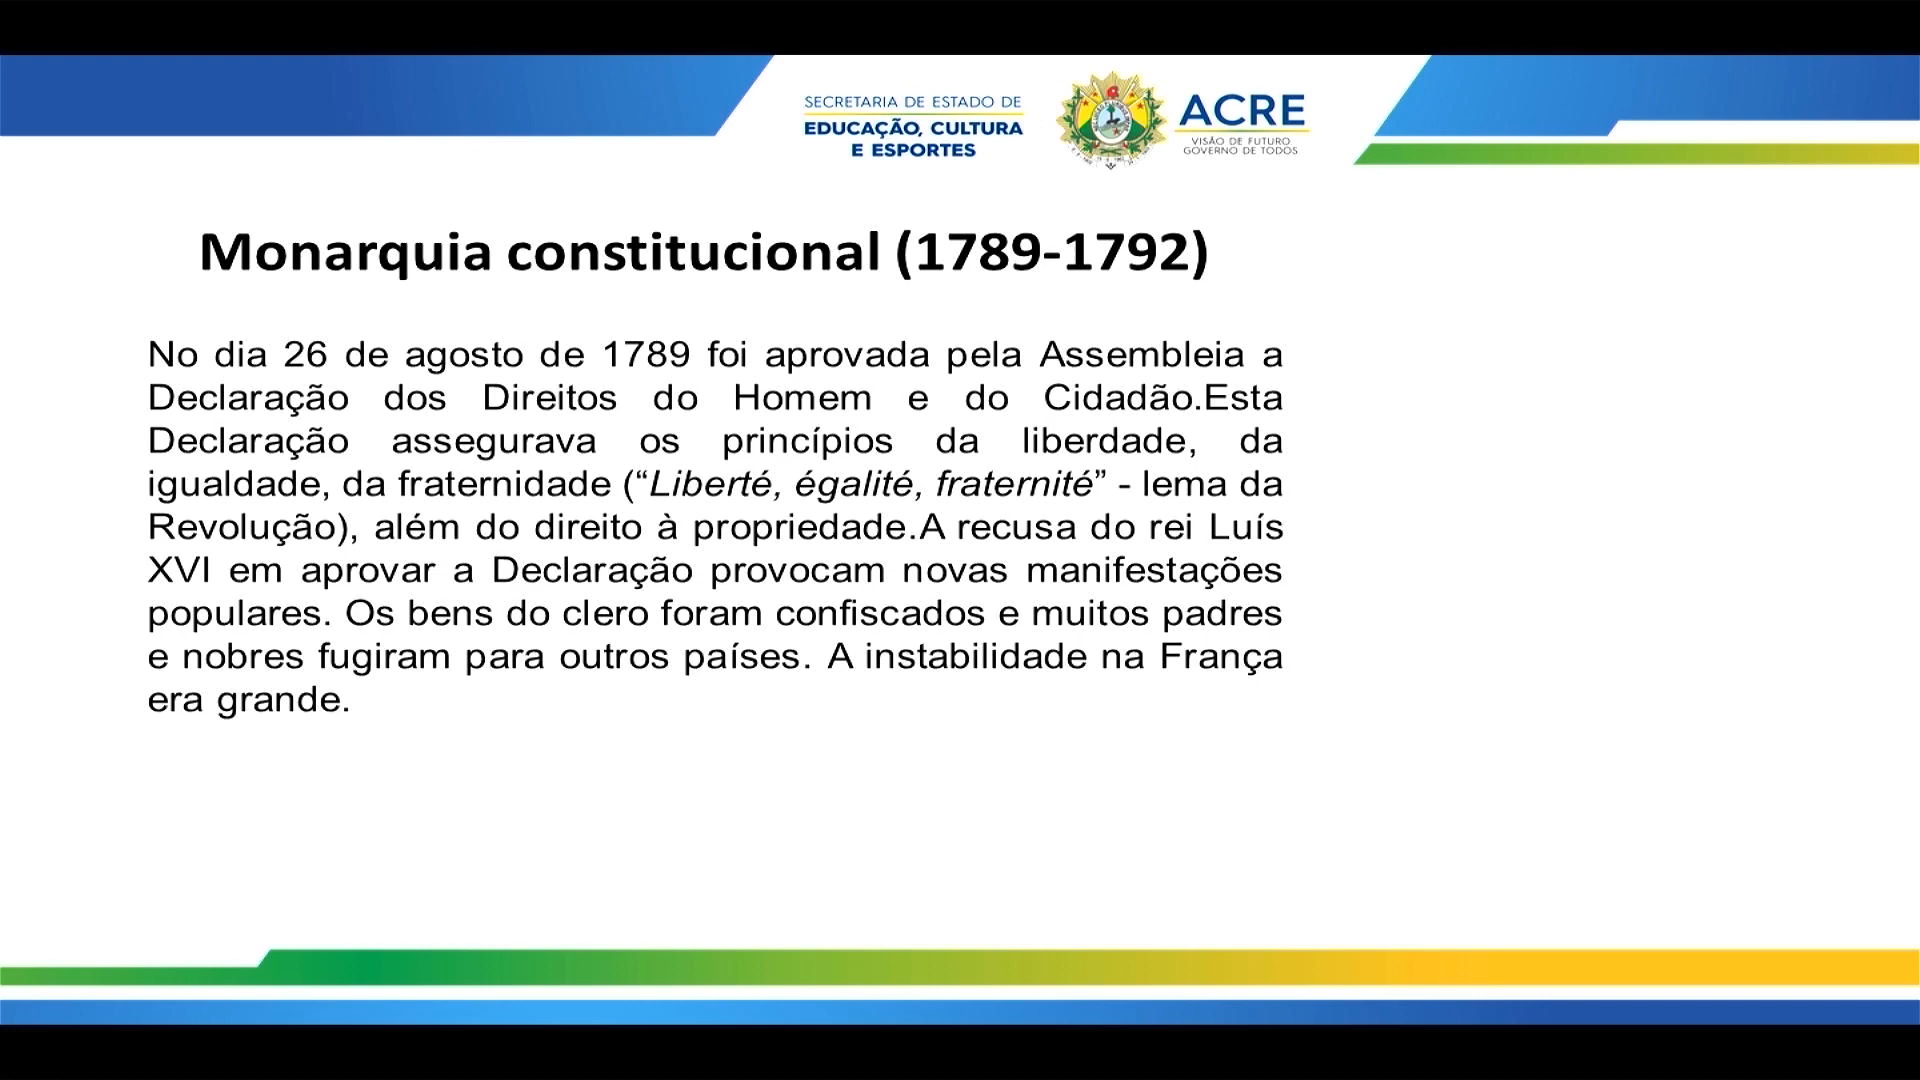 SECRETARIA DE ESTADO DE
EDUCAÇÃO, CULTURA
E ESPORTES
ACRE
VISÃO DE FUTURO
GOVERNO DE TODOS
Monarquia constitucional (1789-1792)
No dia 26 de agosto de 1789 foi aprovada pela Assembleia a
Declaração dos Direitos do Homem e do Cidadão.Esta
Declaração assegurava os princípios da liberdade, da
igualdade, da fraternidade (“Liberté, égalité, fraternité” - lema da
Revolução), além do direito à propriedade.A recusa do rei Luís
XVI em aprovar a Declaração provocam novas manifestações
populares. Os bens do clero foram confiscados e muitos padres
e nobres fugiram para outros países. A instabilidade na França
era grande.